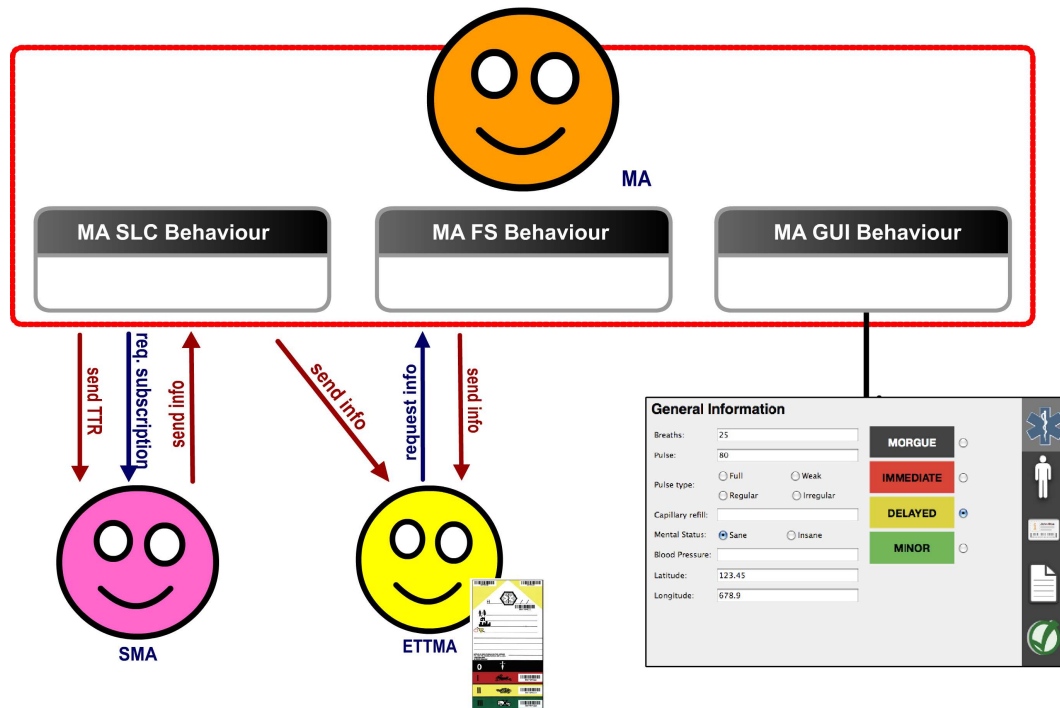 MA
MA SLC Behaviour
MA FS Behaviour
MA GUI Behaviour
send TTR
req. subscription
send info
send info
request info
send info
SMA
ETTMA
0
I
II
III
General Information
Breaths: 25
Pulse: 80
Pulse type: Full Weak
Regular Irregular
Capillary refill:
Mental Status: Sane Insane
Blood Pressure:
Latitude: 123.45
Longitude: 678.9
MORGUE
IMMEDIATE
DELAYED
MINOR